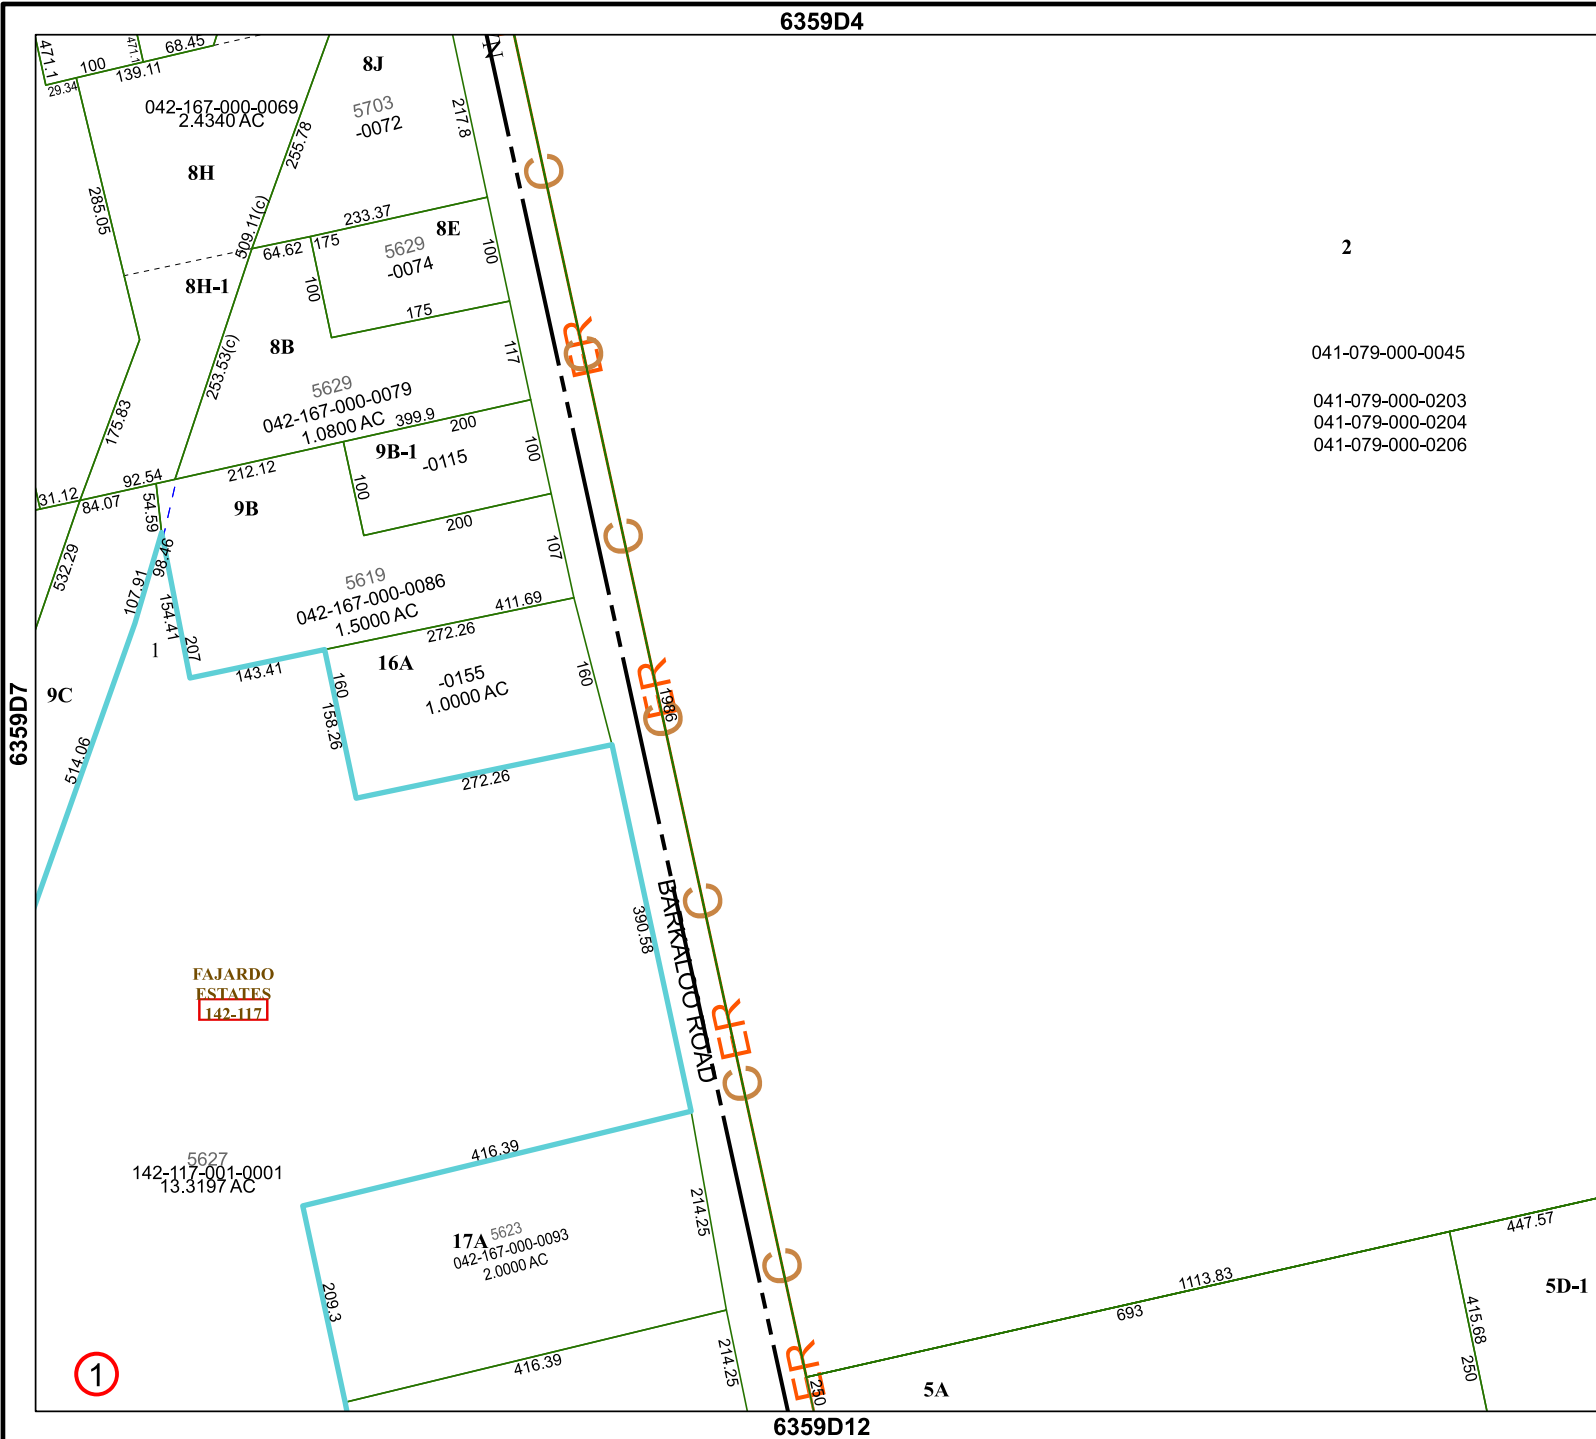 6359D4
471.1
100
29.34
471.1
68.45
139.11
8J
N
042-167-000-0069
2.4340 AC
5703
-0072
217.8
255.78
8H
285.05
509.11(c)
233.37
8E
64.62
175
5629
-0074
100
100
2
8H-1
175
8B
117
253.53(c)
ER
C
C
041-079-000-0045
5629
042-167-000-0079
1.0800 AC
399.9
200
041-079-000-0203
041-079-000-0204
041-079-000-0206
175.83
9B-1
-0115
100
100
92.54
212.12
31.12
84.07
54.59
9B
200
C
107
532.29
98.46
107.91
154.41
5619
042-167-000-0086
1.5000 AC
411.69
272.26
1
207
143.41
16A
160
-0155
1.0000 AC
160
9C
6359D7
158.26
ER
1986
C
514.06
272.26
390.58
C
BARKALOO ROAD
FAJARDO
ESTATES
142-117
ER
C
416.39
5627
142-117-001-0001
13.3197 AC
214.25
17A
5623
042-167-000-0093
2.0000 AC
C
447.57
1113.83
693
5D-1
209.3
415.68
250
416.39
214.25
ER
250
1
5A
6359D12